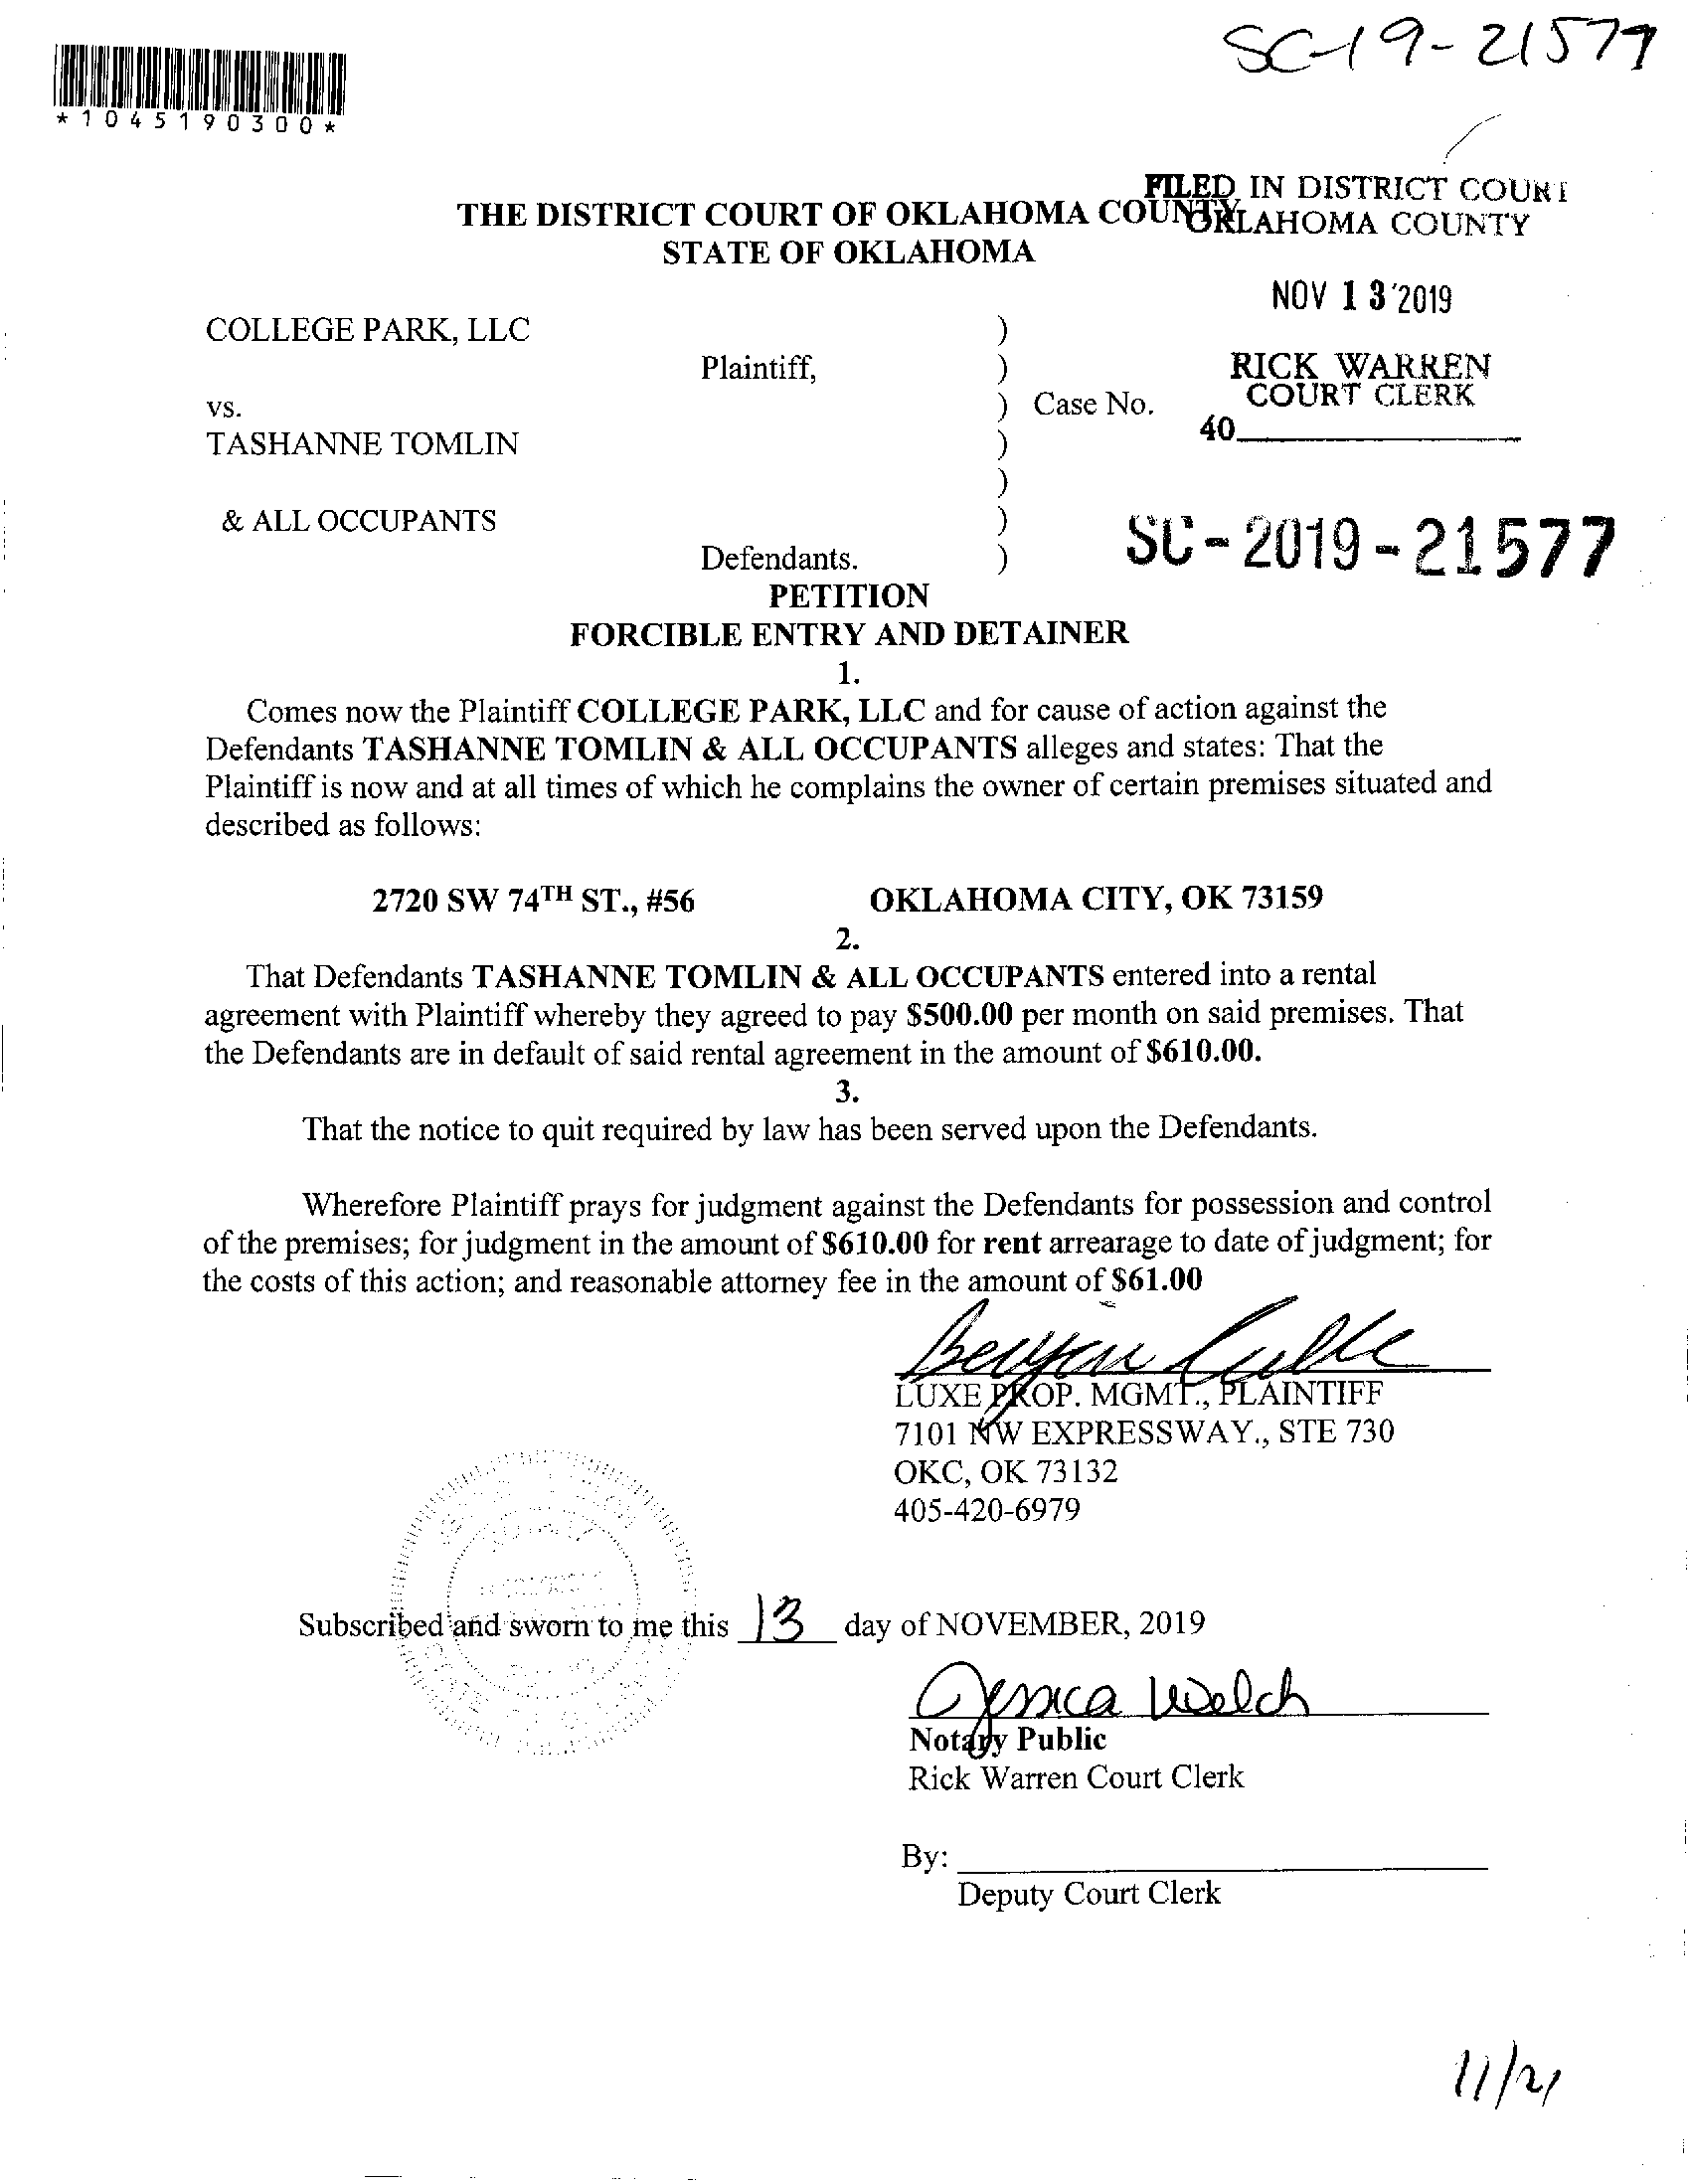 SC-19-21577
*1045190300*
FILED IN DISTRICT COURT
OKLAHOMA COUNTY
THE DISTRICT COURT OF OKLAHOMA COUNTY
STATE OF OKLAHOMA
NOV 13 2019
COLLEGE PARK, LLC )
Plaintiff, )
RICK WARREN
COURT CLERK
vs. ) Case No.
40
TASHANNE TOMLIN )
)
& ALL OCCUPANTS )
SC-2019-21577
Defendants. )
PETITION
FORCIBLE ENTRY AND DETAINER
1.
Comes now the Plaintiff COLLEGE PARK, LLC and for cause of action against the
Defendants TASHANNE TOMLIN & ALL OCCUPANTS alleges and states: That the
Plaintiff is now and at all times of which he complains the owner of certain premises situated and
described as follows:
2720 SW 74TH ST., #56 OKLAHOMA CITY, OK 73159
2.
That Defendants TASHANNE TOMLIN & ALL OCCUPANTS entered into a rental
agreement with Plaintiff whereby they agreed to pay $500.00 per month on said premises. That
the Defendants are in default of said rental agreement in the amount of $610.00.
3.
That the notice to quit required by law has been served upon the Defendants.
Wherefore Plaintiff prays for judgment against the Defendants for possession and control
of the premises; for judgment in the amount of $610.00 for rent arrearage to date of judgment; for
the costs of this action; and reasonable attorney fee in the amount of $61.00
LUXE PROP. MGMT., PLAINTIFF
7101 NW EXPRESSWAY., STE 730
OKC, OK 73132
405-420-6979
Subscribed and sworn to me this 13 day of NOVEMBER, 2019
Jessica Welch
Notary Public
Rick Warren Court Clerk
By:
Deputy Court Clerk
11/21